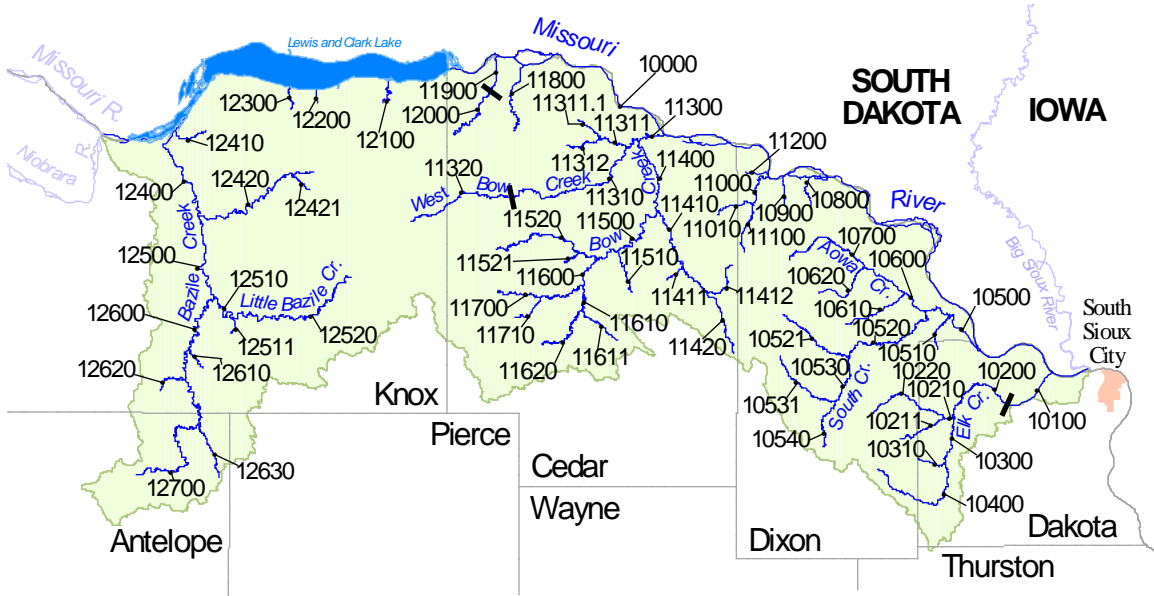 Lewis and Clark Lake
Missouri
Missouri R.
Niobrara
R.
SOUTH
DAKOTA
IOWA
10000
11900
11800
12000
11311.1
11311
11300
12300
12200
12100
12410
11312
11400
11200
11320
West
Bow
Creek
Creek
11310
11000
12400
12420
12421
11410
11010
10900
10800
River
11520
11500
11100
10700
Creek
Bow
11510
Aowa
Cr.
10600
12500
11521
11600
10620
Big Sioux River
12510
Little Bazile Cr.
11411
11412
Bazile
11700
10610
10500
12600
11710
11610
10520
South
Sioux
City
12511
12520
11420
10521
10510
12610
11620
11611
10530
10220
10210
10200
12620
Knox
10531
South Cr.
Elk Cr.
10211
10100
Pierce
10540
10310
10300
12630
Cedar
12700
Wayne
10400
Antelope
Dixon
Dakota
Thurston